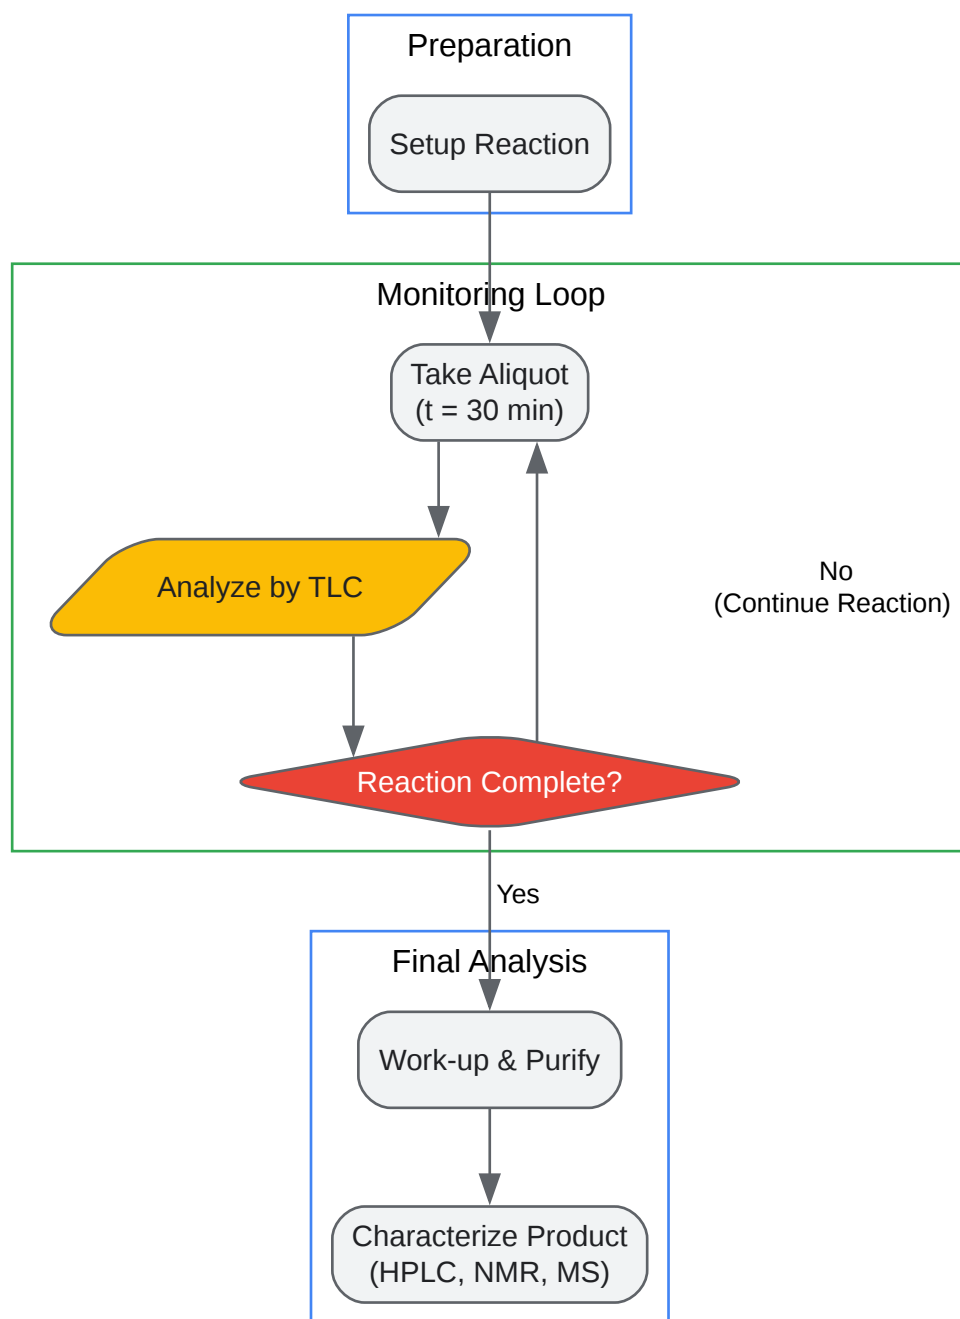 Preparation
Setup Reaction
Monitoring Loop
Take Aliquot
(t = 30 min)
Analyze by TLC
No
(Continue Reaction)
Reaction Complete?
Yes
Final Analysis
Work-up & Purify
Characterize Product
(HPLC, NMR, MS)